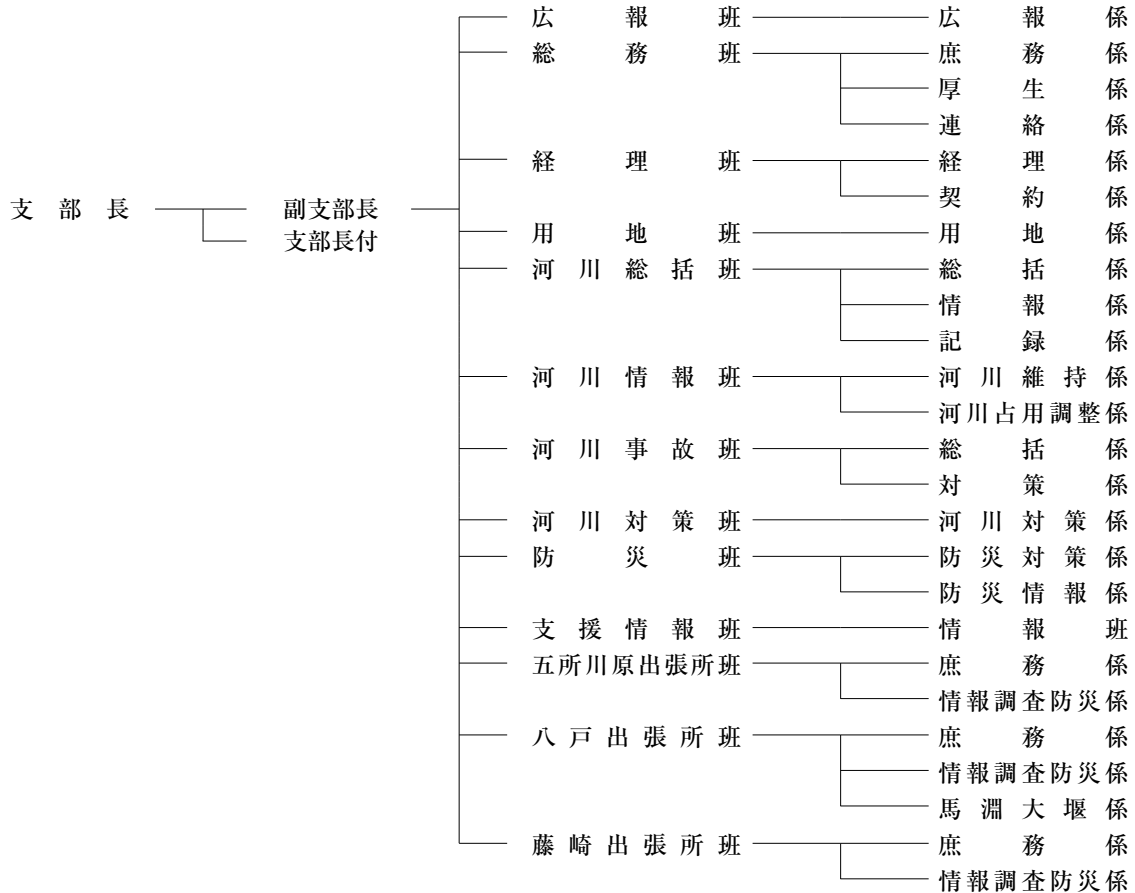 広報班 広報係
総務班 庶務係
厚生係
連絡係
経理班 経理係
契約係
支部長 副支部長
支部長付
用地班 用地係
河川総括班 総括係
情報係
記録係
河川情報班 河川維持係
河川占用調整係
河川事故班 総括係
対策係
河川対策班 河川対策係
防災班 防災対策係
防災情報係
支援情報班 情報班
五所川原出張所班 庶務係
情報調査防災係
八戸出張所班 庶務係
情報調査防災係
馬淵大堰係
藤崎出張所班 庶務係
情報調査防災係